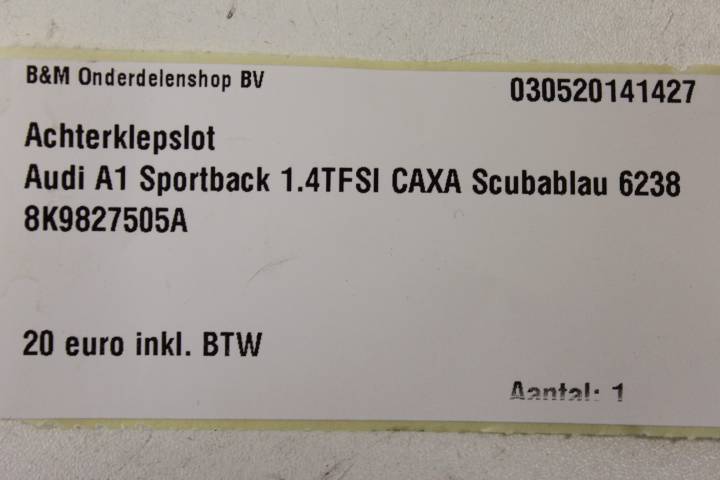 B&M Onderdelenshop BV
030520141427
Achterklepslot
Audi A1 Sportback 1.4TFSI CAXA Scubablau 6238
8K9827505A
20 euro inkl. BTW
Aantal: 1